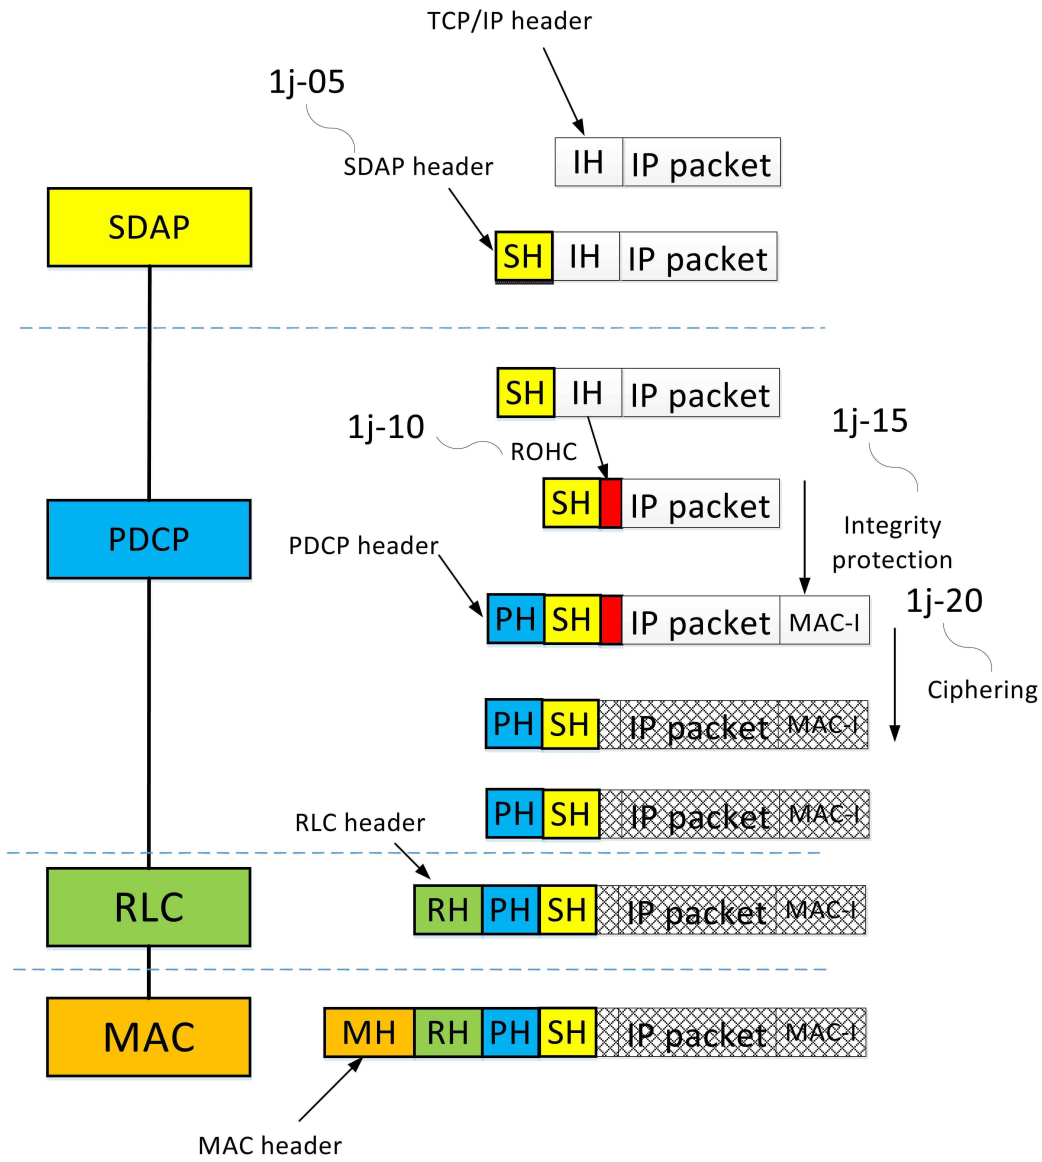 TCP/IP header
1j-05
IH IP packet
SDAP header
SDAP
SH IH IP packet
SH IH IP packet
1j-10
1j-15
ROHC
SH IP packet
PDCP
Integrity
protection
PDCP header
1j-20
PH SH IP packet MAC-I
Ciphering
PH SH IP packet MAC-I
PH SH IP packet MAC-I
RLC header
RLC
RH PH SH IP packet MAC-I
MAC
MH RH PH SH IP packet MAC-I
MAC header